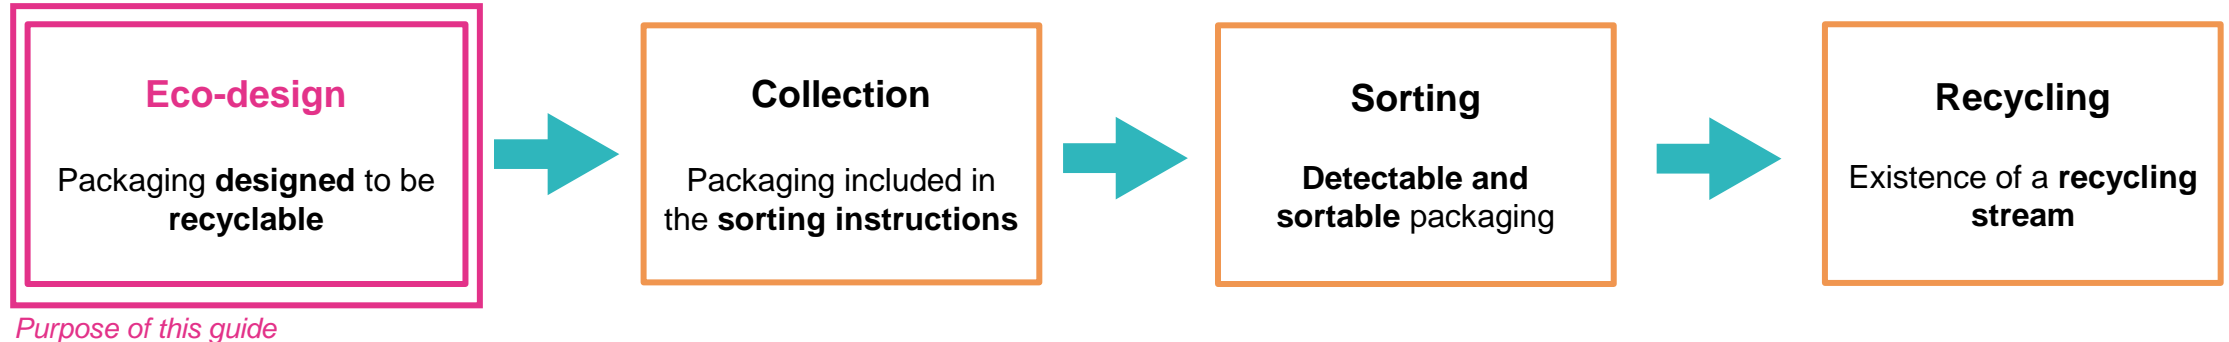 Eco-design
Packaging designed to be
recyclable
Purpose of this guide
Collection
Packaging included in
the sorting instructions
Sorting
Detectable and
sortable packaging
Recycling
Existence of a recycling
stream